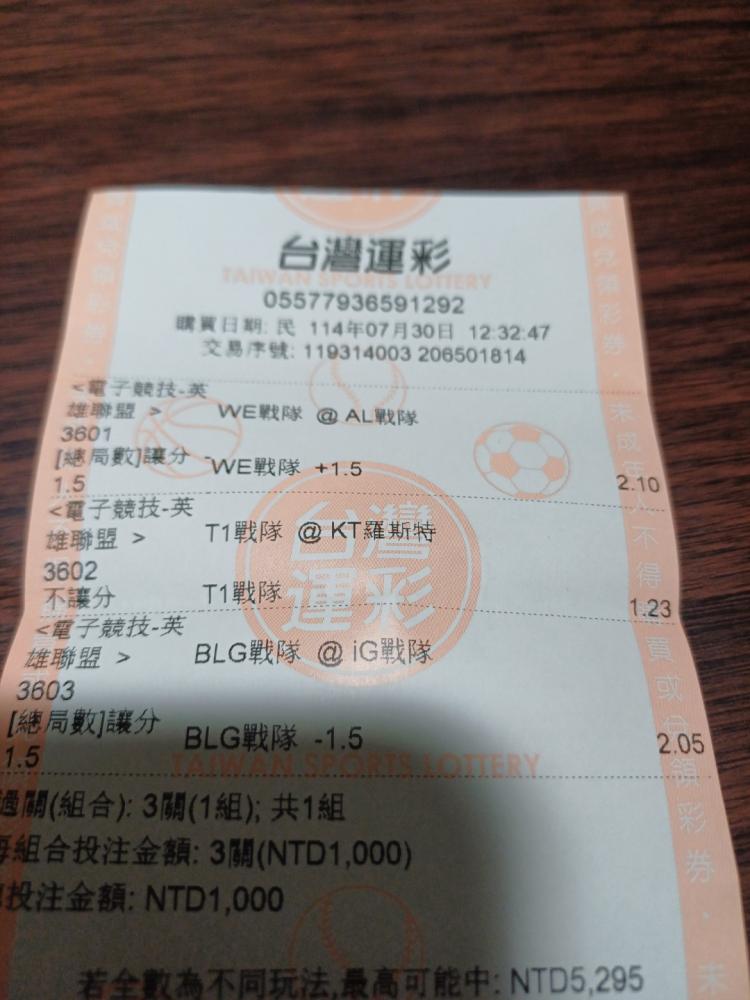 台灣運彩
TAIWAN SPORTS LOTTERY
05577936591292
購買日期: 民 114年07月30日 12:32:47
交易序號: 119314003 206501814
<電子競技-英
雄聯盟 > WE戰隊 @ AL戰隊
3601
[總局數]讓分 - WE戰隊 +1.5
1.5 2.10
<電子競技-英
雄聯盟 > T1戰隊 @ KT羅斯特
3602
不讓分 T1戰隊 1.23
<電子競技-英
雄聯盟 > BLG戰隊 @ iG戰隊
3603
[總局數]讓分 BLG戰隊 -1.5 2.05
1.5
台灣
運彩
TAIWAN SPORTS LOTTERY
過關(組合): 3關(1組); 共1組
每組合投注金額: 3關(NTD1,000)
投注金額: NTD1,000
若全數為不同玩法,最高可能中: NTD5,295